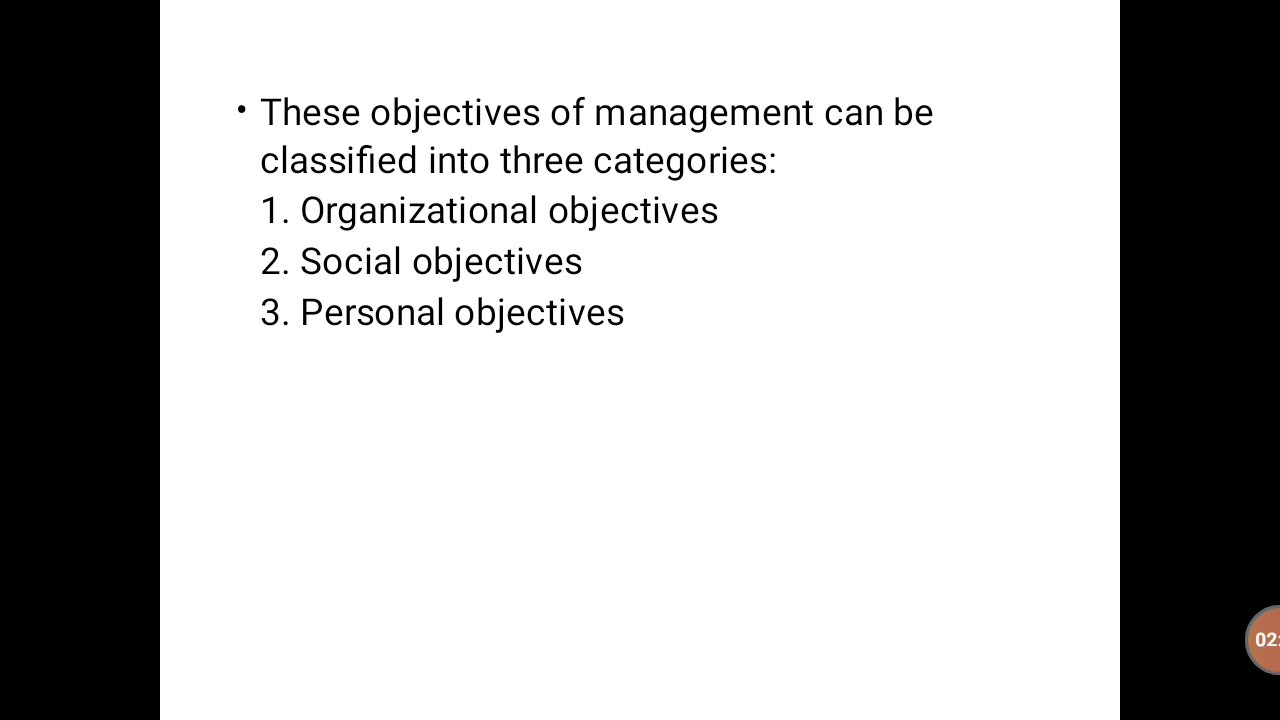 • These objectives of management can be
classified into three categories:
1. Organizational objectives
2. Social objectives
3. Personal objectives
02: